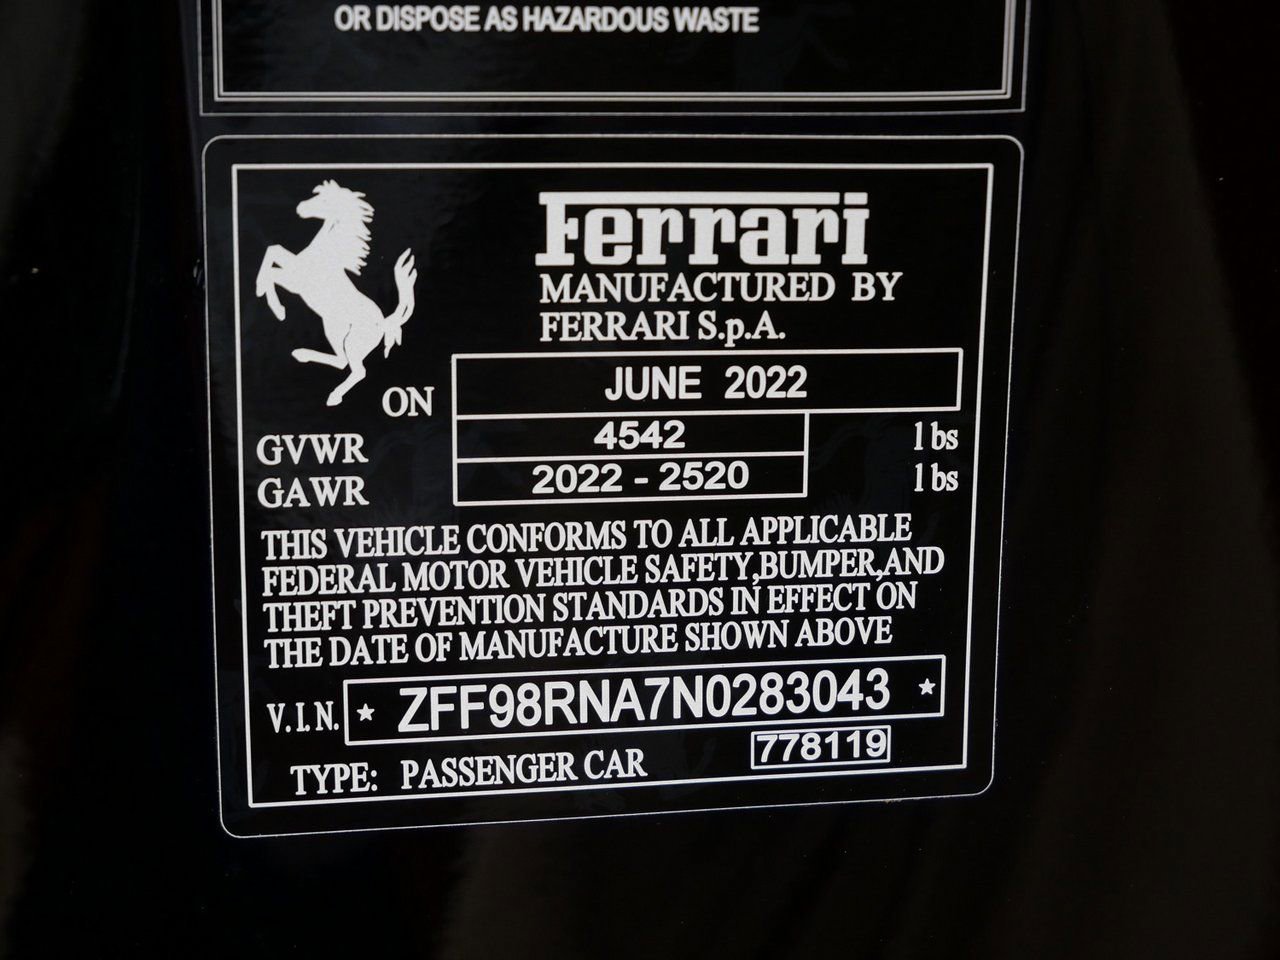 OR DISPOSE AS HAZARDOUS WASTE
Ferrari
MANUFACTURED BY
FERRARI S.p.A.
ON JUNE 2022
GVWR 4542 lbs
GAWR 2022 - 2520 lbs
THIS VEHICLE CONFORMS TO ALL APPLICABLE
FEDERAL MOTOR VEHICLE SAFETY,BUMPER,AND
THEFT PREVENTION STANDARDS IN EFFECT ON
THE DATE OF MANUFACTURE SHOWN ABOVE
V.I.N. ★ ZFF98RNA7N0283043 ★
TYPE: PASSENGER CAR 778119